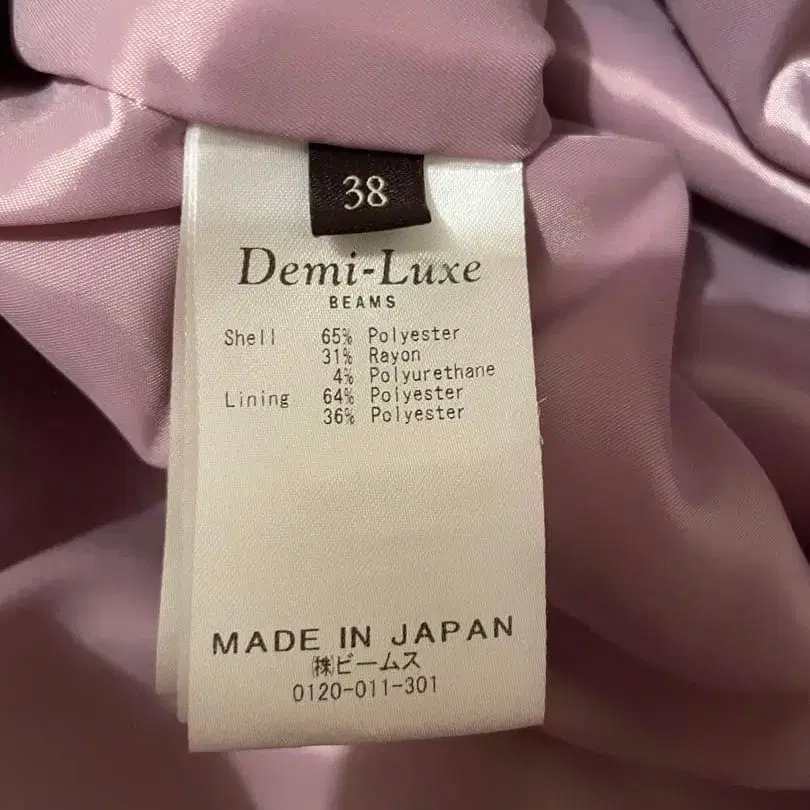 38
Demi-Luxe
BEAMS
Shell 65% Polyester
31% Rayon
4% Polyurethane
Lining 64% Polyester
36% Polyester
MADE IN JAPAN
㈱ビームス
0120-011-301